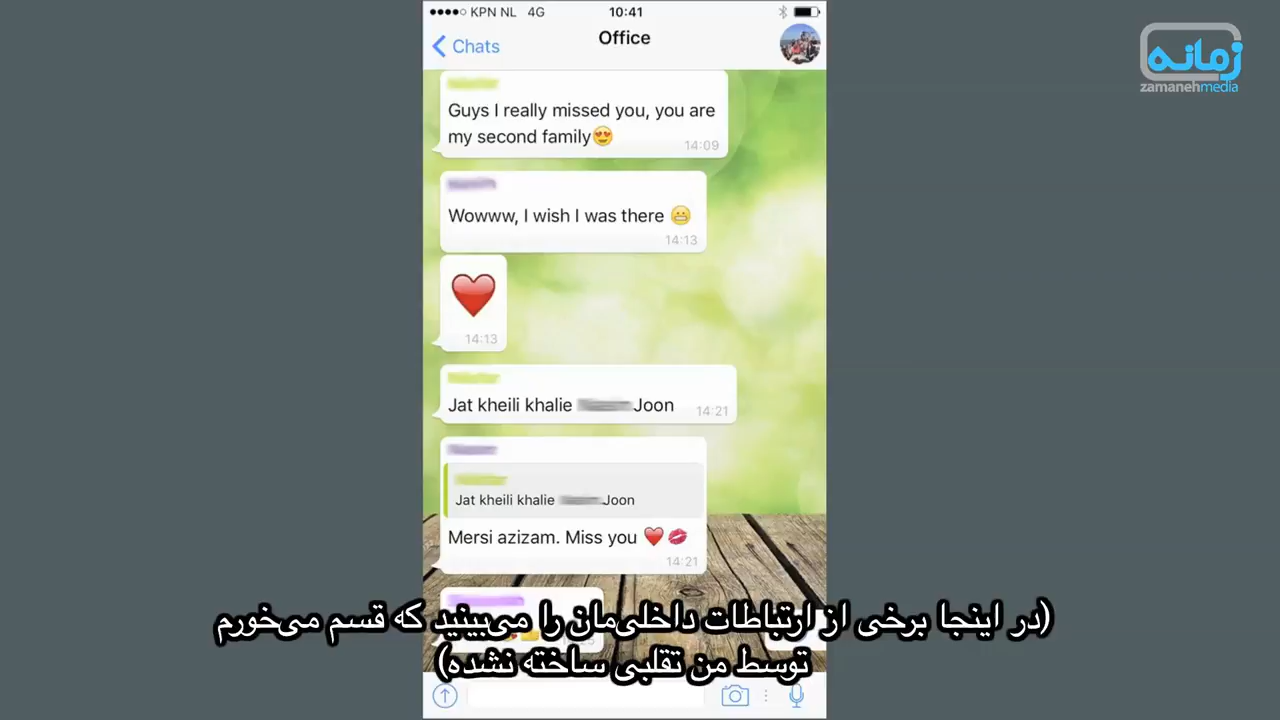 KPN NL 4G 10:41
Chats
Office
زمانه
zamanehmedia
Guys I really missed you, you are
my second family😍
14:09
Wowww, I wish I was there 😬
14:13
❤️
14:13
Jat kheili khalie Joon
14:21
Jat kheili khalie Joon
Mersi azizam. Miss you ❤️💋
14:21
(در اینجا برخی از ارتباطات داخلی‌مان را می‌بینید که قسم می‌خورم
توسط من تقلبی ساخته نشده)